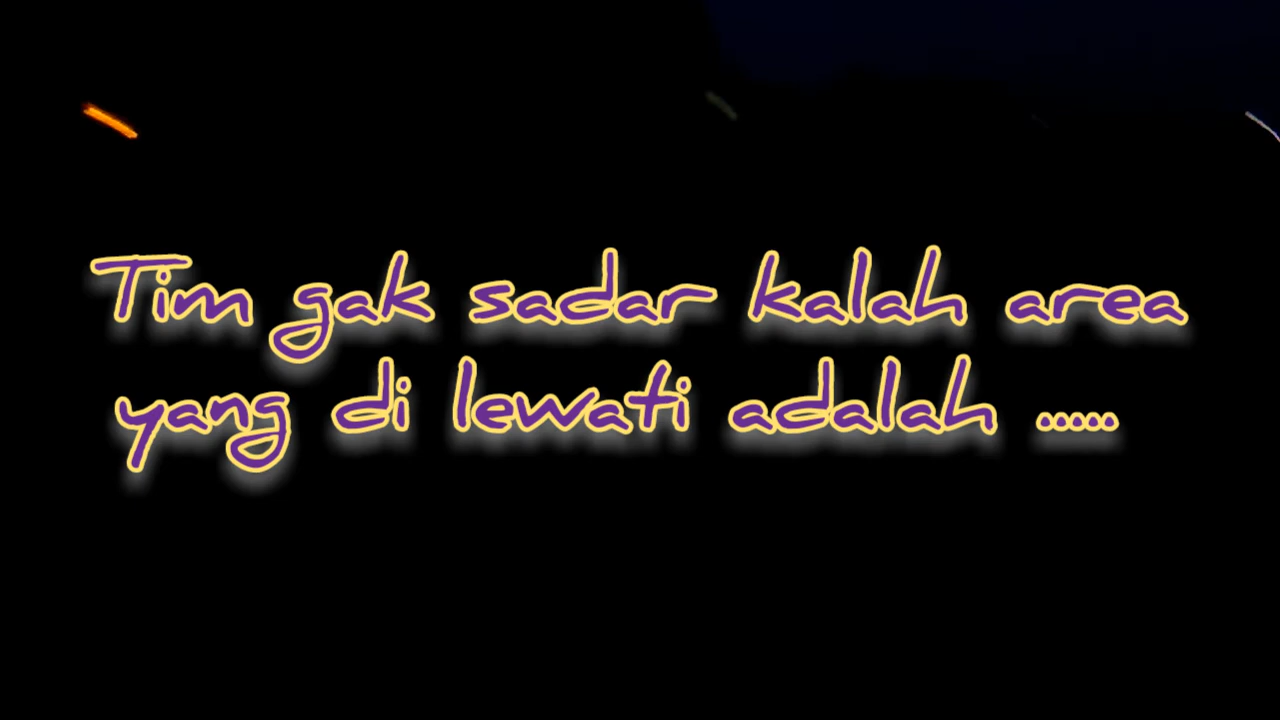 Tim gak sadar kalah area
yang di lewati adalah .....